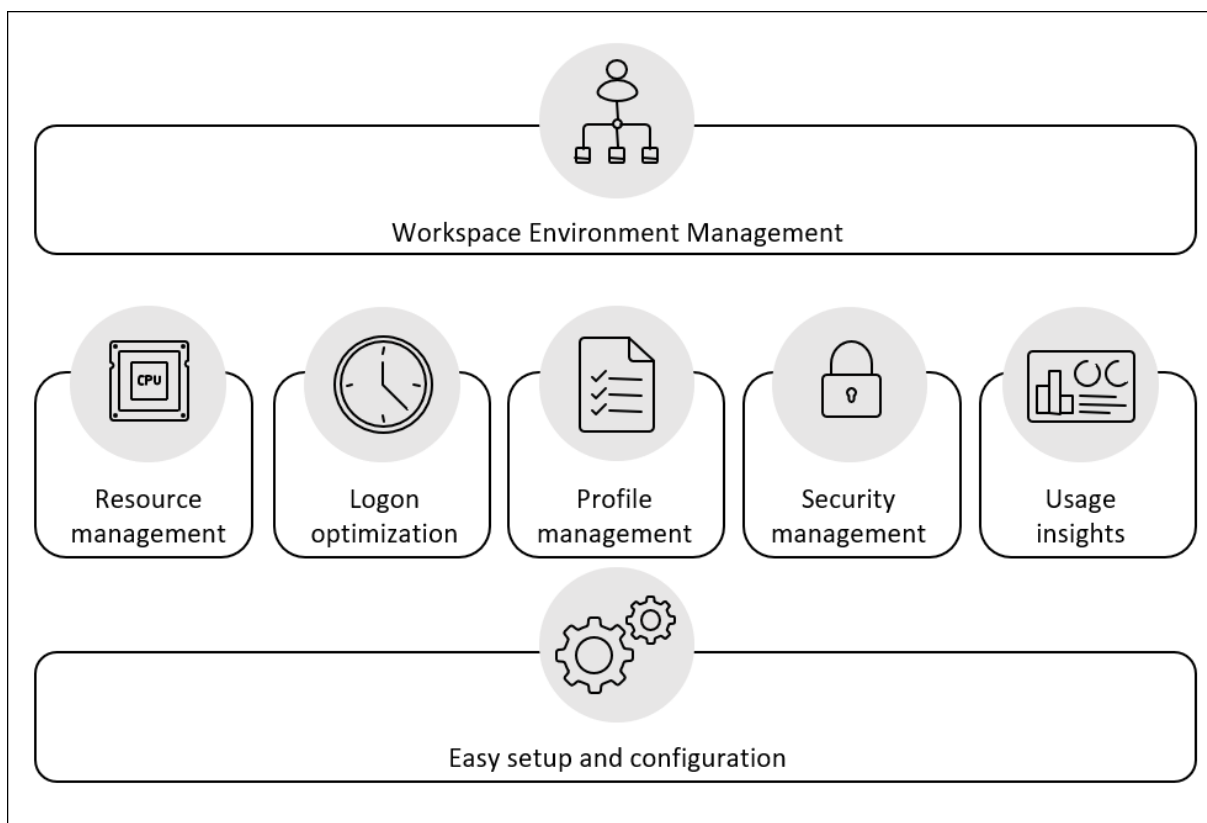 Workspace Environment Management
CPU
Resource
management
Logon
optimization
Profile
management
Security
management
Usage
insights
Easy setup and configuration